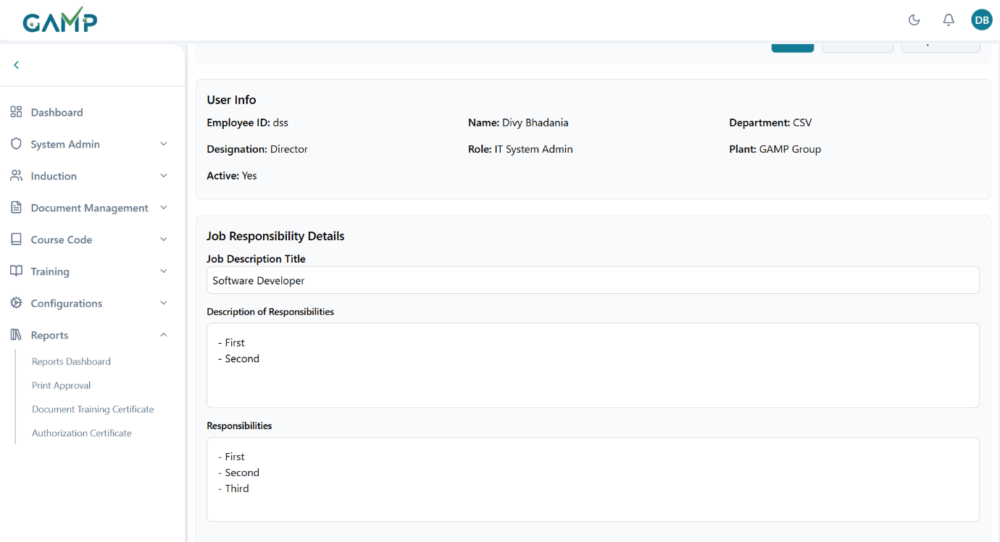 GAMP
DB
Dashboard
System Admin
Induction
Document Management
Course Code
Training
Configurations
Reports
Reports Dashboard
Print Approval
Document Training Certificate
Authorization Certificate
User Info
Employee ID: dss
Name: Divy Bhadania
Department: CSV
Designation: Director
Role: IT System Admin
Plant: GAMP Group
Active: Yes
Job Responsibility Details
Job Description Title
Software Developer
Description of Responsibilities
- First
- Second
Responsibilities
- First
- Second
- Third